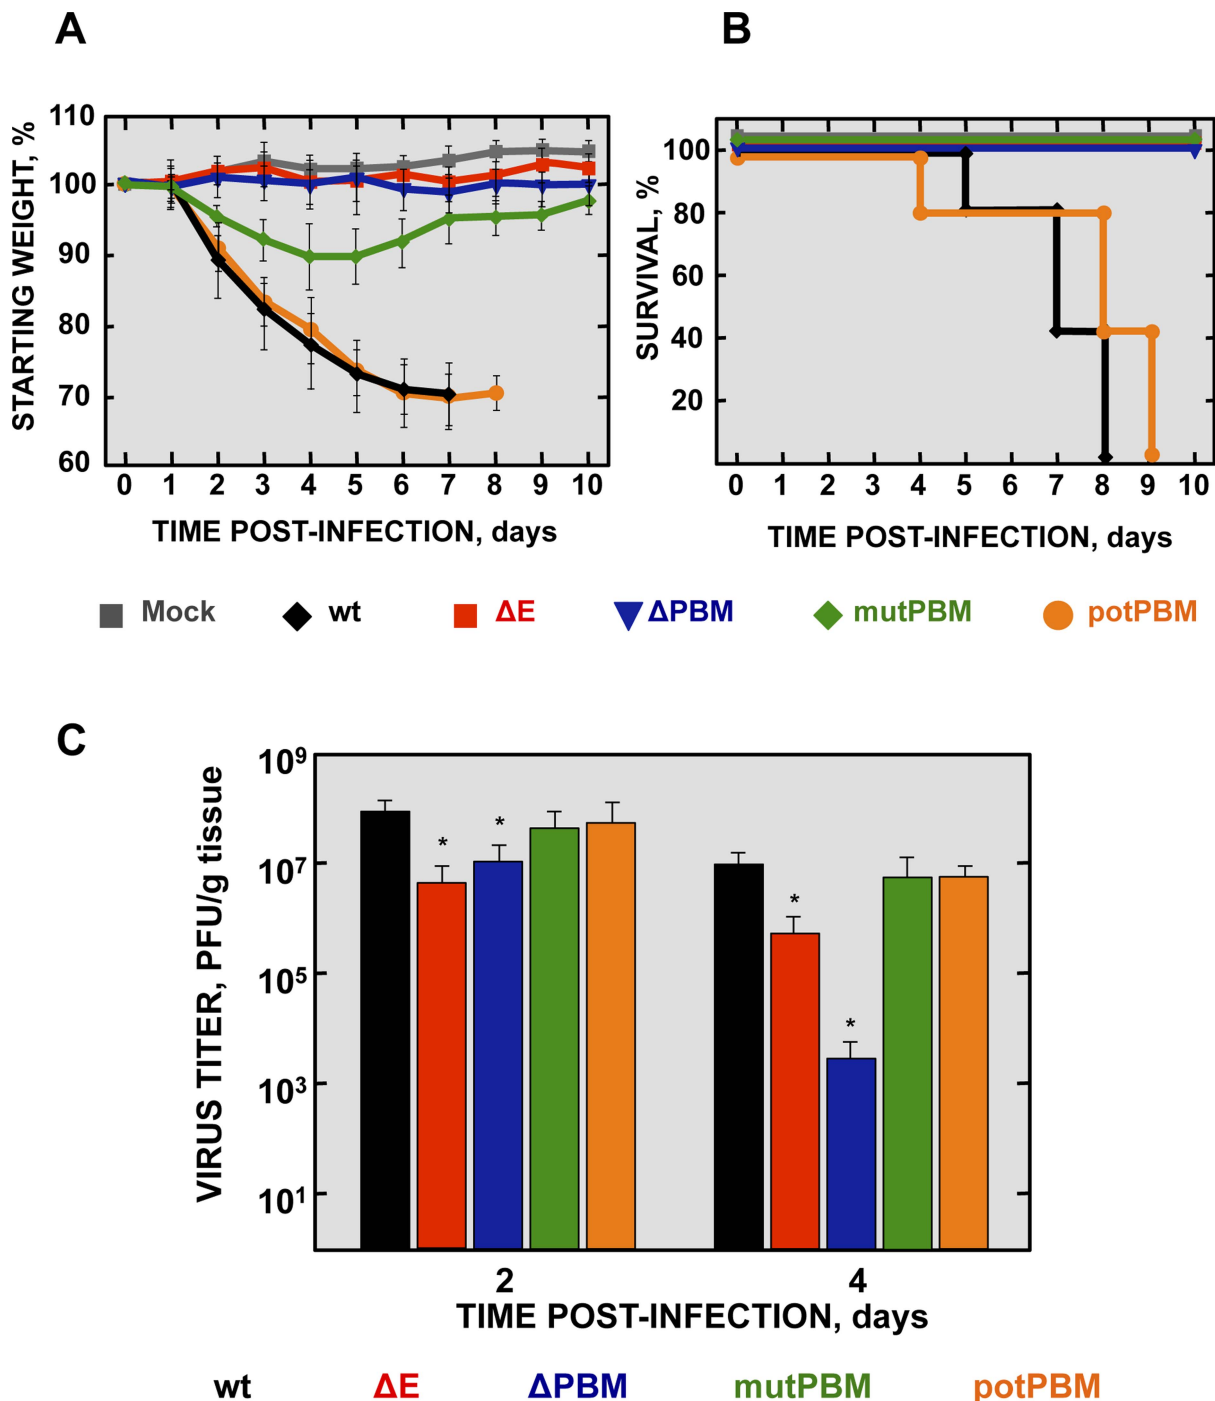 A
B
110
100
90
80
70
60
STARTING WEIGHT, %
0 1 2 3 4 5 6 7 8 9 10
TIME POST-INFECTION, days
100
80
60
40
20
SURVIVAL, %
0 1 2 3 4 5 6 7 8 9 10
TIME POST-INFECTION, days
Mock wt ΔE ΔPBM mutPBM potPBM
C
10⁹
10⁷
10⁵
10³
10¹
VIRUS TITER, PFU/g tissue
* *
* *
2 4
TIME POST-INFECTION, days
wt ΔE ΔPBM mutPBM potPBM